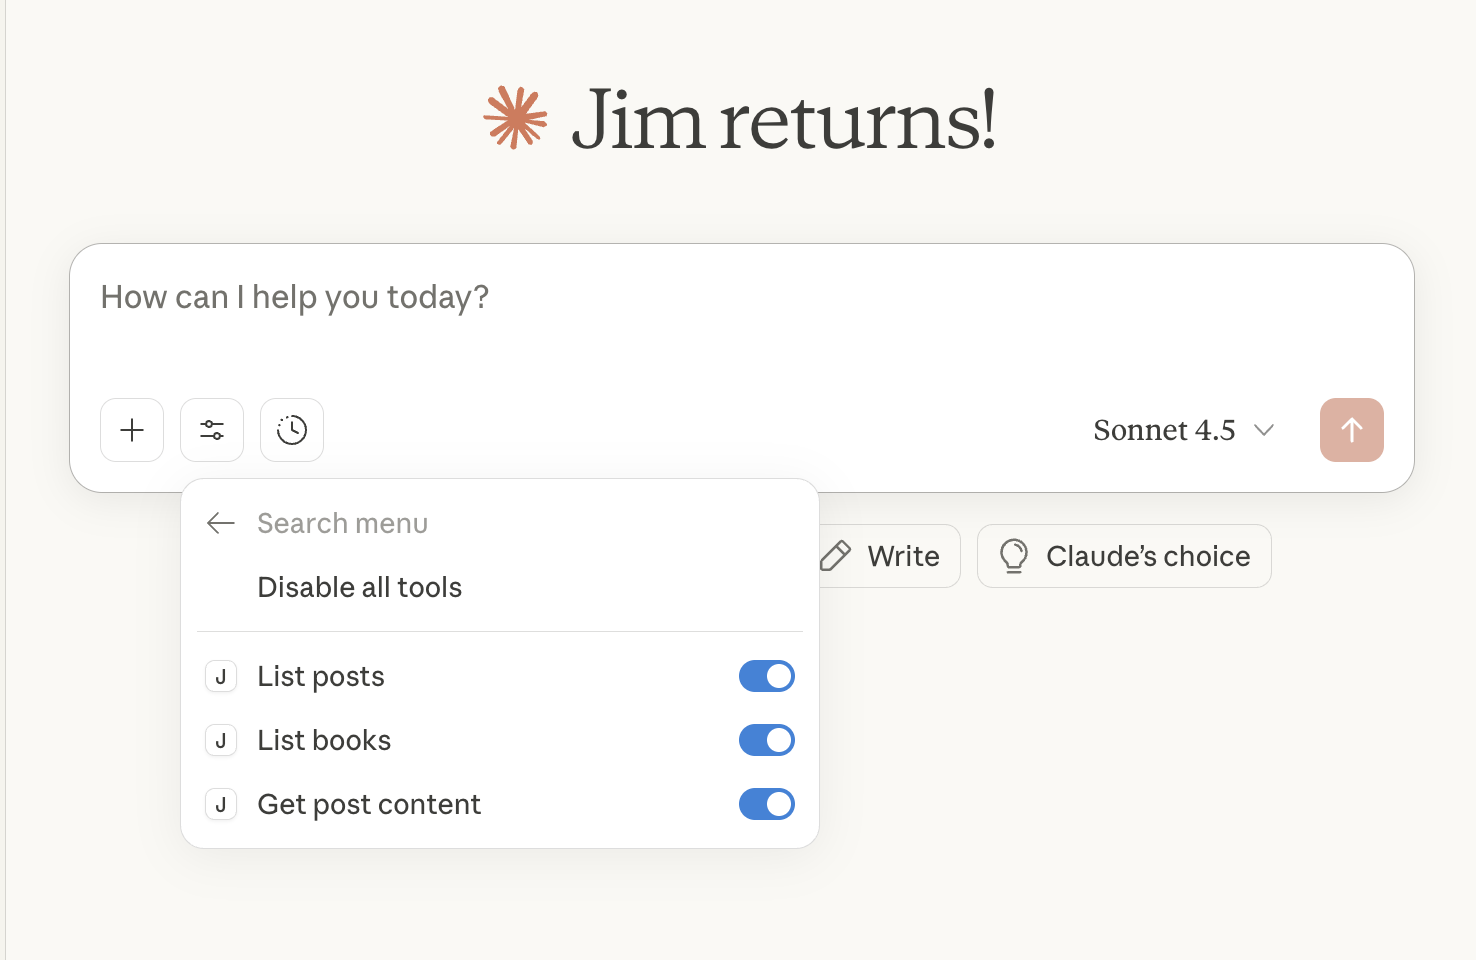 Jim returns!
How can I help you today?
Sonnet 4.5
Search menu
Disable all tools
Write
Claude’s choice
J List posts
J List books
J Get post content